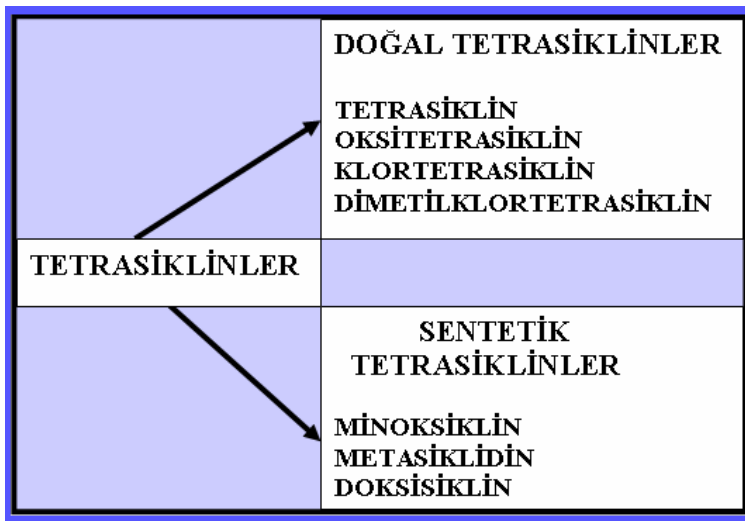 DOĞAL TETRASİKLİNLER
TETRASİKLİN
OKSİTETRASİKLİN
KLORTETRASİKLİN
DİMETİLKLORTETRASİKLİN
TETRASİKLİNLER
SENTETİK
TETRASİKLİNLER
MİNOKSİKLİN
METASİKLİDİN
DOKSİSİKLİN